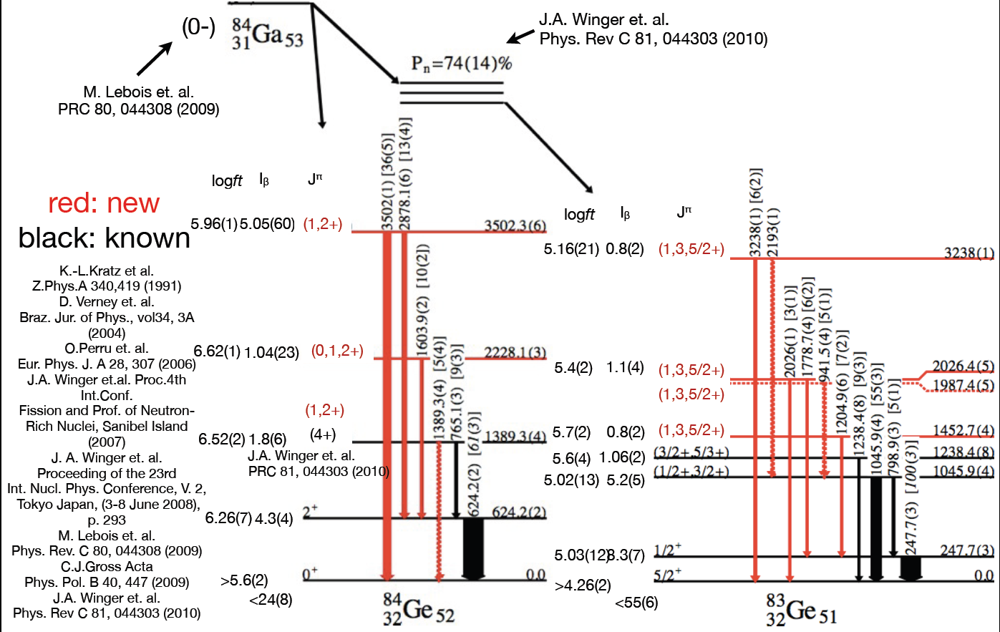 (0-)
84
31Ga53
J.A. Winger et. al.
Phys. Rev C 81, 044303 (2010)
M. Lebois et. al.
PRC 80, 044308 (2009)
Pn=74(14)%
red: new
black: known
K.-L.Kratz et al.
Z.Phys.A 340,419 (1991)
D. Verney et. al.
Braz. Jur. of Phys., vol34, 3A
(2004)
O.Perru et. al.
Eur. Phys. J. A 28, 307 (2006)
J.A. Winger et.al. Proc.4th
Int.Conf.
Fission and Prof. of Neutron-
Rich Nuclei, Sanibel Island
(2007)
J. A. Winger et. al.
Proceeding of the 23rd
Int. Nucl. Phys. Conference, V. 2,
Tokyo Japan, (3-8 June 2008),
p. 293
M. Lebois et. al.
Phys. Rev. C 80, 044308 (2009)
C.J.Gross Acta
Phys. Pol. B 40, 447 (2009)
J.A. Winger et. al.
Phys. Rev C 81, 044303 (2010)
logft Iβ Jπ
3502(1) [36(5)]
2878.1(6) [13(4)]
5.96(1) 5.05(60) (1,2+) 3502.3(6)
1603.9(2) [10(2])
6.62(1) 1.04(23) (0,1,2+) 2228.1(3)
1389.3(4) [5(4)]
765.1(3) [9(3)]
(1,2+)
6.52(2) 1.8(6) (4+) 1389.3(4)
J.A. Winger et. al.
PRC 81, 044303 (2010)
624.2(2) [61(3)]
6.26(7) 4.3(4) 2+ 624.2(2)
>5.6(2) 0+ 0.0
<24(8)
84
32Ge52
logft Iβ Jπ
3238(1) [6(2)]
2193(1)
5.16(21) 0.8(2) (1,3,5/2+) 3238(1)
2026(1) [3(1)]
1778.7(4) [6(2)]
941.5(4) [5(1)]
5.4(2) 1.1(4) (1,3,5/2+) 2026.4(5)
(1,3,5/2+) 1987.4(5)
1204.9(6) [7(2)]
1238.4(8) [9(3)]
1045.9(4) [55(3)]
798.9(3) [5(1)]
5.7(2) 0.8(2) (1,3,5/2+) 1452.7(4)
5.6(4) 1.06(2) (3/2+,5/3+) 1238.4(8)
5.02(13) 5.2(5) (1/2+,3/2+) 1045.9(4)
247.7(3) [100(3)]
5.03(12) 8.3(7) 1/2+ 247.7(3)
>4.26(2) 5/2+ 0.0
<55(6)
83
32Ge51